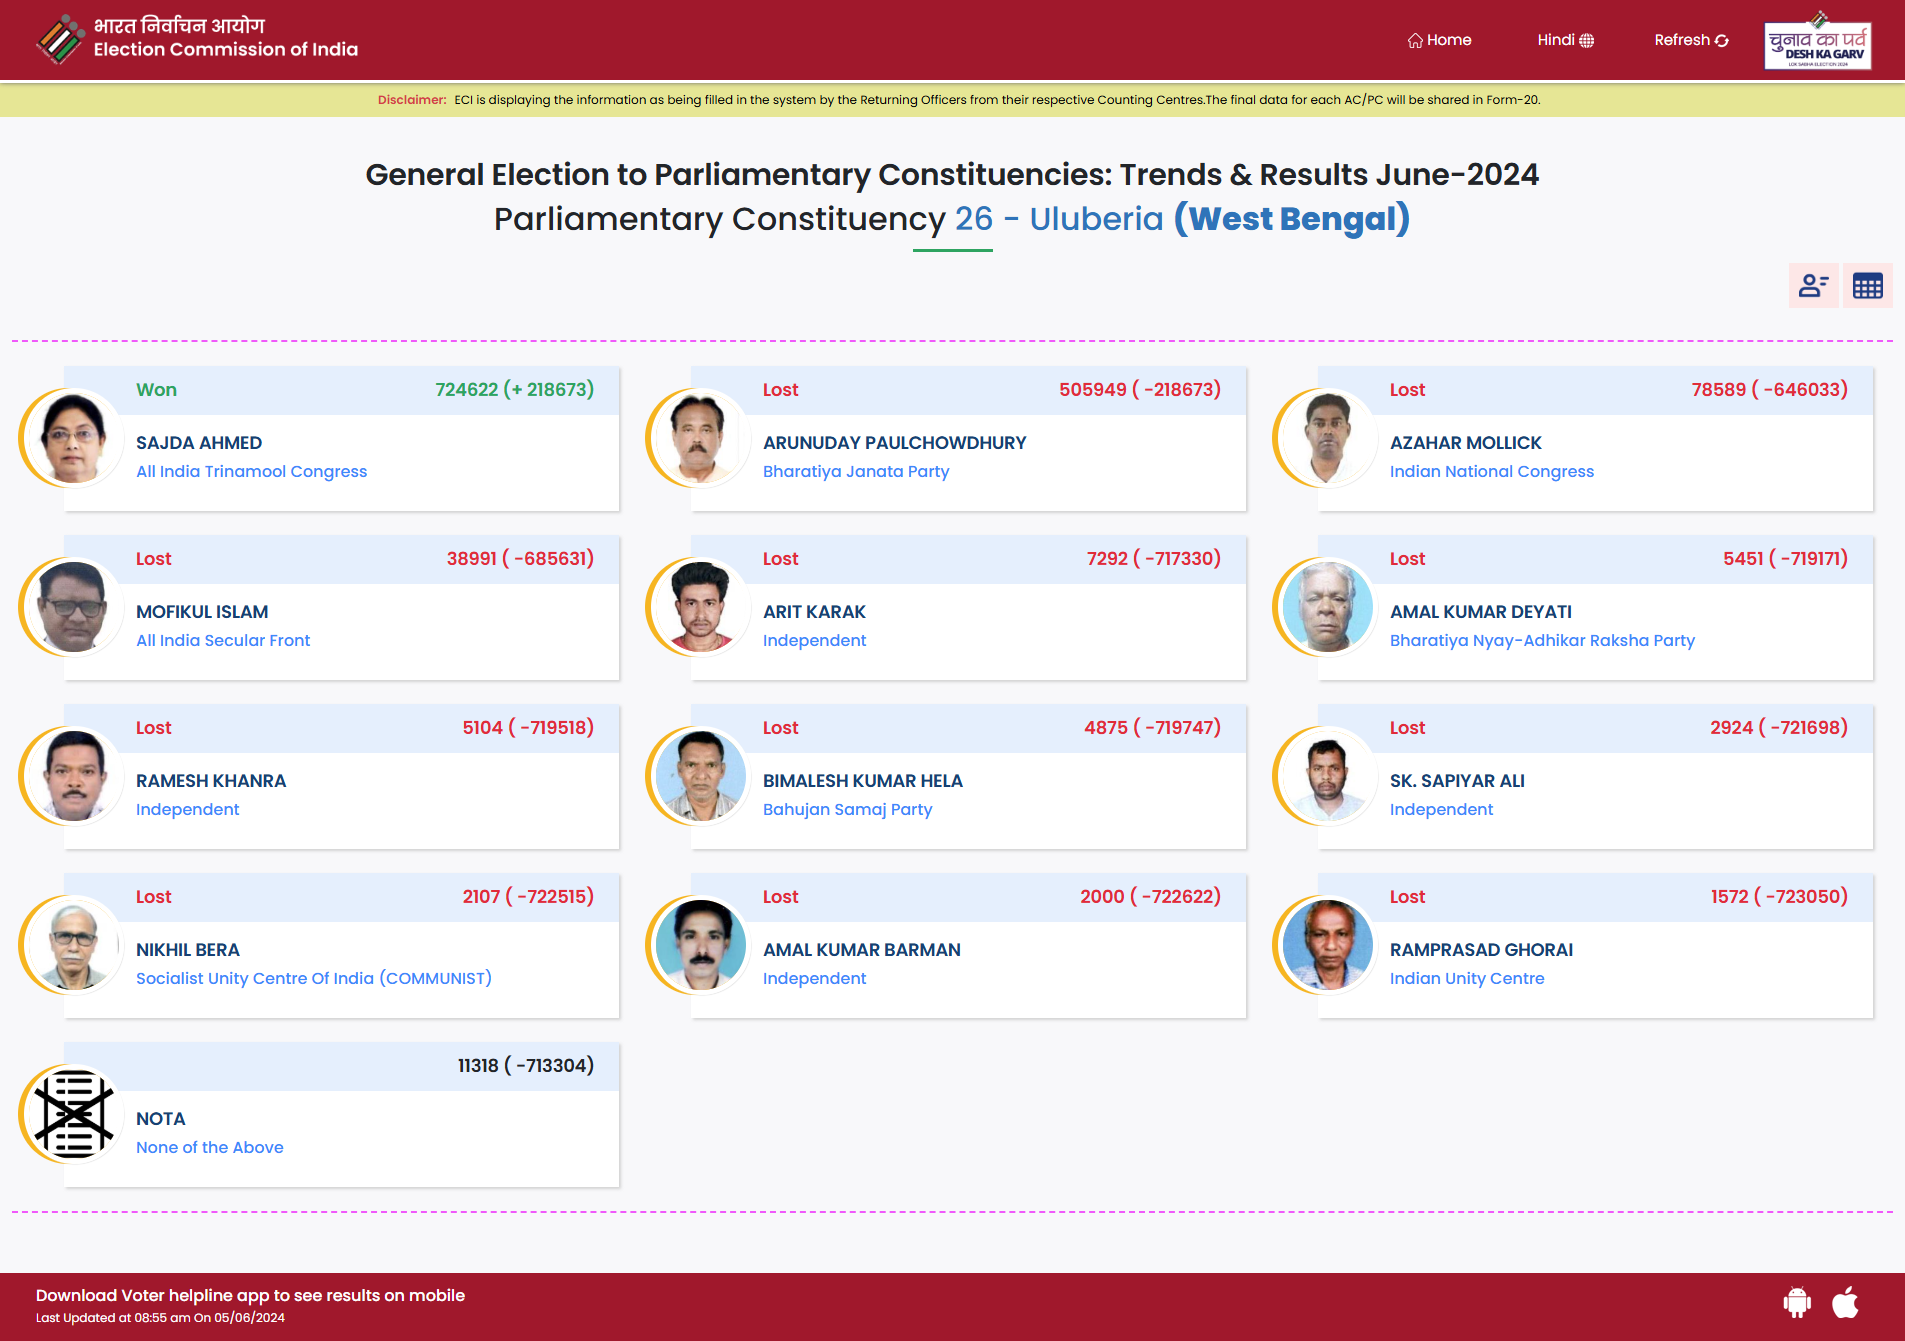 भारत निर्वाचन आयोग
Election Commission of India
Home
Hindi
Refresh
चुनाव का पर्व
DESH KA GARV
LOK SABHA ELECTION 2024
Disclaimer: ECI is displaying the information as being filled in the system by the Returning Officers from their respective Counting Centres.The final data for each AC/PC will be shared in Form-20.
General Election to Parliamentary Constituencies: Trends & Results June-2024
Parliamentary Constituency 26 - Uluberia (West Bengal)
Won 724622 (+ 218673)
SAJDA AHMED
All India Trinamool Congress
Lost 505949 ( -218673)
ARUNUDAY PAULCHOWDHURY
Bharatiya Janata Party
Lost 78589 ( -646033)
AZAHAR MOLLICK
Indian National Congress
Lost 38991 ( -685631)
MOFIKUL ISLAM
All India Secular Front
Lost 7292 ( -717330)
ARIT KARAK
Independent
Lost 5451 ( -719171)
AMAL KUMAR DEYATI
Bharatiya Nyay-Adhikar Raksha Party
Lost 5104 ( -719518)
RAMESH KHANRA
Independent
Lost 4875 ( -719747)
BIMALESH KUMAR HELA
Bahujan Samaj Party
Lost 2924 ( -721698)
SK. SAPIYAR ALI
Independent
Lost 2107 ( -722515)
NIKHIL BERA
Socialist Unity Centre Of India (COMMUNIST)
Lost 2000 ( -722622)
AMAL KUMAR BARMAN
Independent
Lost 1572 ( -723050)
RAMPRASAD GHORAI
Indian Unity Centre
11318 ( -713304)
NOTA
None of the Above
Download Voter helpline app to see results on mobile
Last Updated at 08:55 am On 05/06/2024